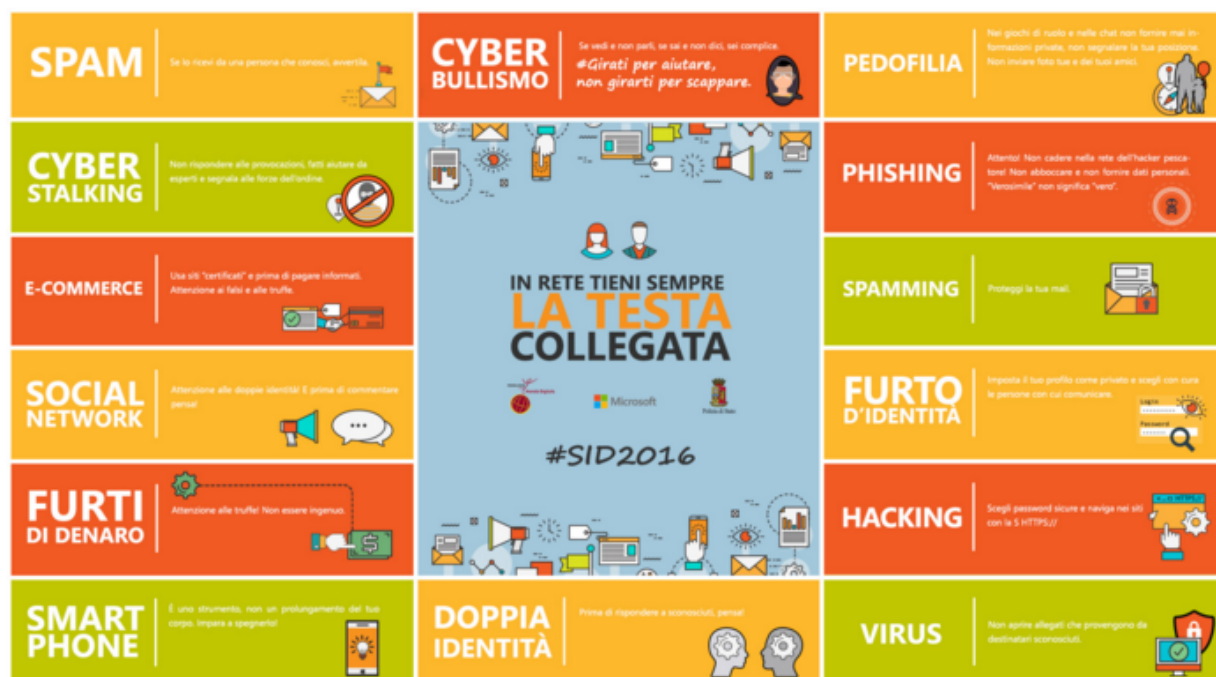 SPAM
Se lo ricevi da una persona che conosci, avvertila.
CYBER
BULLISMO
Se vedi e non parli, se sai e non dici, sei complice.
#Girati per aiutare,
non girarti per scappare.
PEDOFILIA
Nei giochi di ruolo e nelle chat non fornire mai in-
formazioni private, non segnalare la tua posizione.
Non inviare foto tue e dei tuoi amici.
CYBER
STALKING
Non rispondere alle provocazioni, fatti aiutare da
esperti e segnala alle forze dell'ordine.
PHISHING
Attento! Non cadere nella rete dell'hacker pesca-
tore! Non abboccare e non fornire dati personali.
"Verosimile" non significa "vero".
E-COMMERCE
Usa siti "certificati" e prima di pagare informati.
Attenzione ai falsi e alle truffe.
IN RETE TIENI SEMPRE
LA TESTA
COLLEGATA
Microsoft
Polizia di Stato
#SID2016
SPAMMING
Proteggi la tua mail.
SOCIAL
NETWORK
Attenzione alle doppie identità! E prima di commentare
pensa!
FURTO
D'IDENTITÀ
Imposta il tuo profilo come privato e scegli con cura
le persone con cui comunicare.
Login
Password
FURTI
DI DENARO
Attenzione alle truffe! Non essere ingenuo.
$
HACKING
Scegli password sicure e naviga nei siti
con la S HTTPS://
SMART
PHONE
È uno strumento, non un prolungamento del tuo
corpo. Impara a spegnerlo!
DOPPIA
IDENTITÀ
Prima di rispondere a sconosciuti, pensa!
VIRUS
Non aprire allegati che provengono da
destinatari sconosciuti.